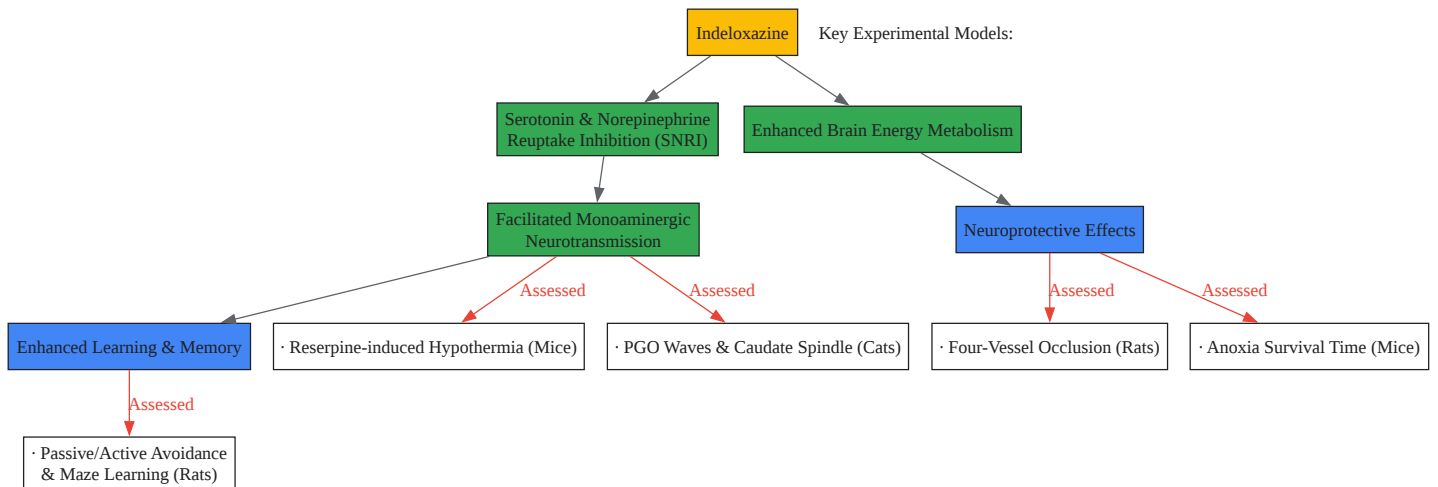 Indeloxazine
Key Experimental Models:
Serotonin & Norepinephrine
Reuptake Inhibition (SNRI)
Enhanced Brain Energy Metabolism
Facilitated Monoaminergic
Neurotransmission
Neuroprotective Effects
Assessed
Assessed
Assessed
Assessed
Enhanced Learning & Memory
· Reserpine-induced Hypothermia (Mice)
· PGO Waves & Caudate Spindle (Cats)
· Four-Vessel Occlusion (Rats)
· Anoxia Survival Time (Mice)
Assessed
· Passive/Active Avoidance
& Maze Learning (Rats)